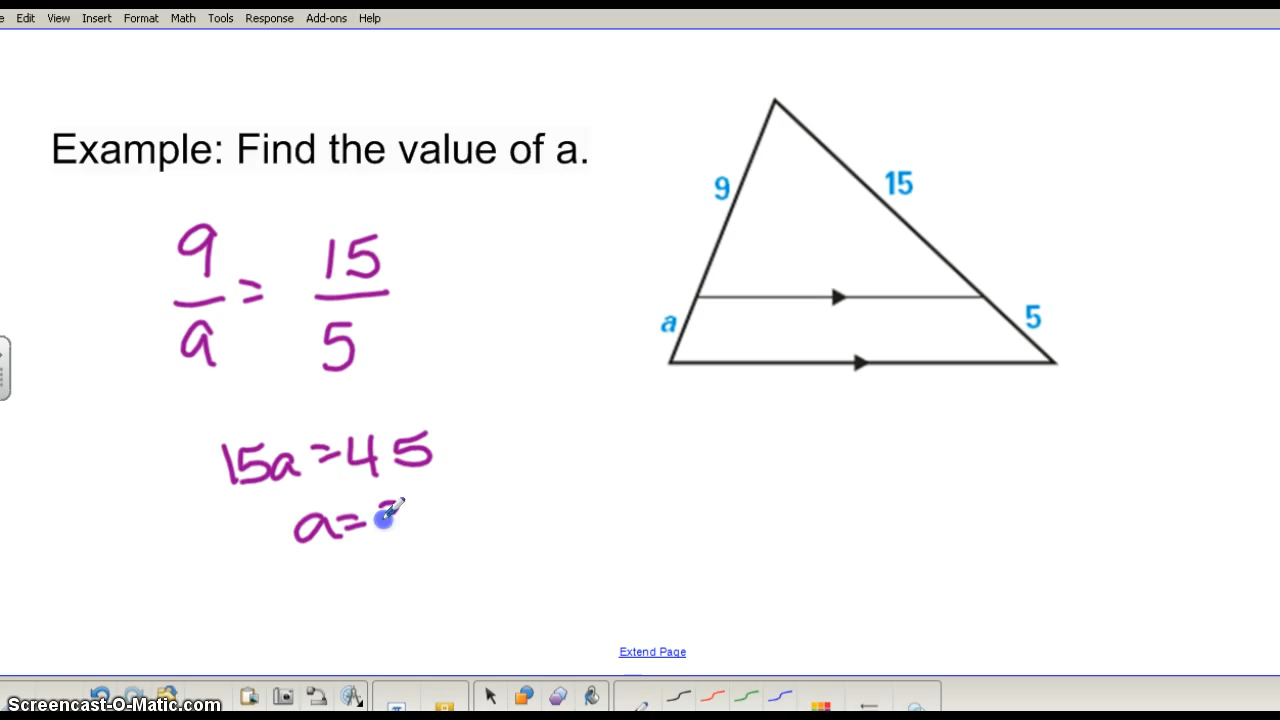 Edit View Insert Format Math Tools Response Add-ons Help
Example: Find the value of a.
9/a = 15/5
15a = 45
a =
9
15
a
5
Extend Page
Screencast-O-Matic.com